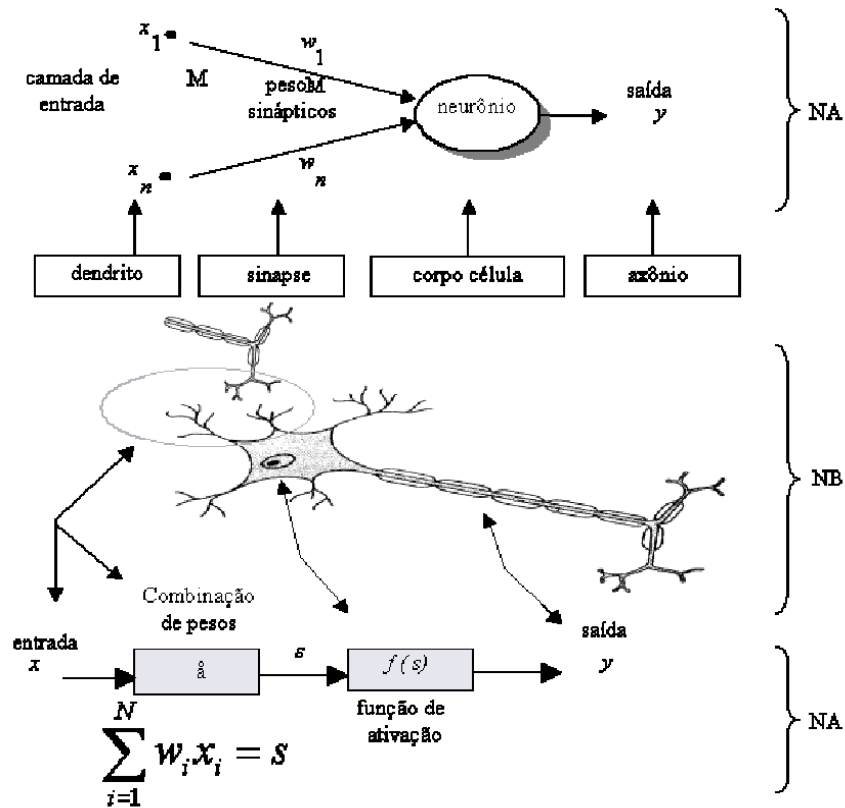 x1
w1
camada de
entrada
M
pesos
M
sinápticos
neurônio
saída
y
NA
xn
wn
dendrito
sinapse
corpo célula
axônio
NB
Combinação
de pesos
entrada
x
å
s
f(s)
saída
y
função de
ativação
NA
N
∑ wixi = s
i=1